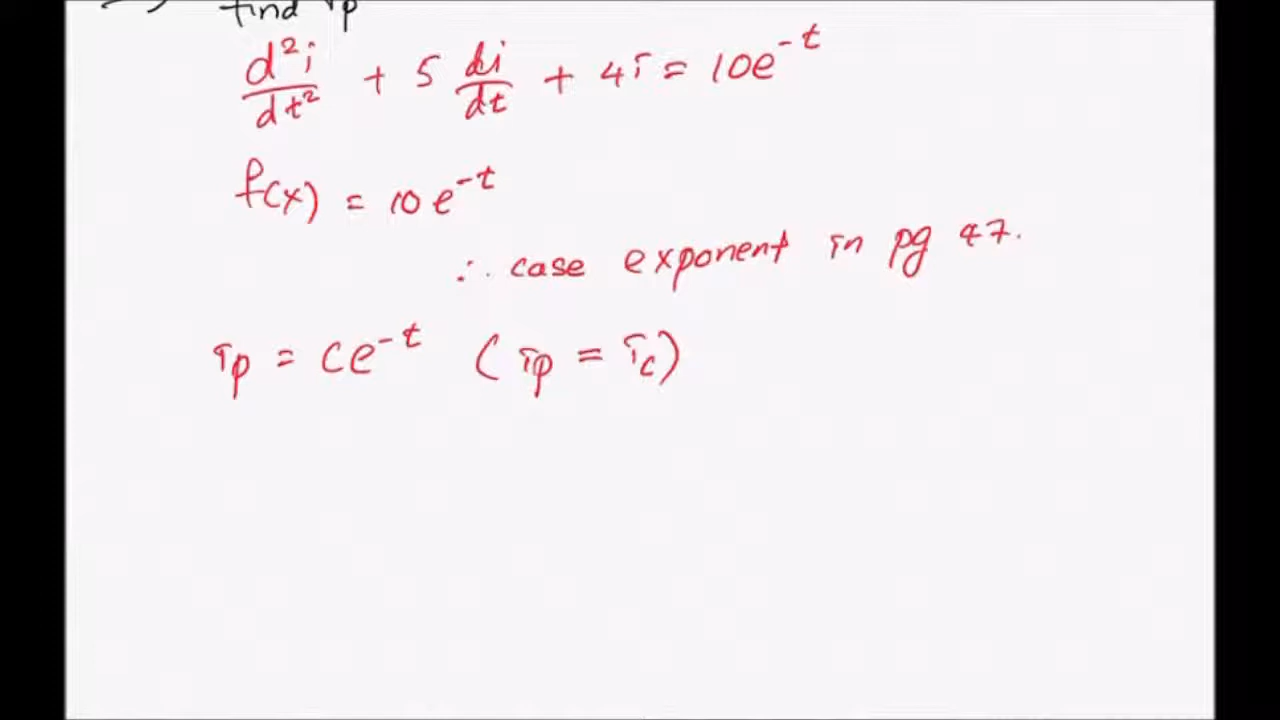 find ip
d²i/dt² + 5 di/dt + 4i = 10e^-t
f(x) = 10e^-t
∴ case exponent in pg 47.
ip = ce^-t (ip = ic)